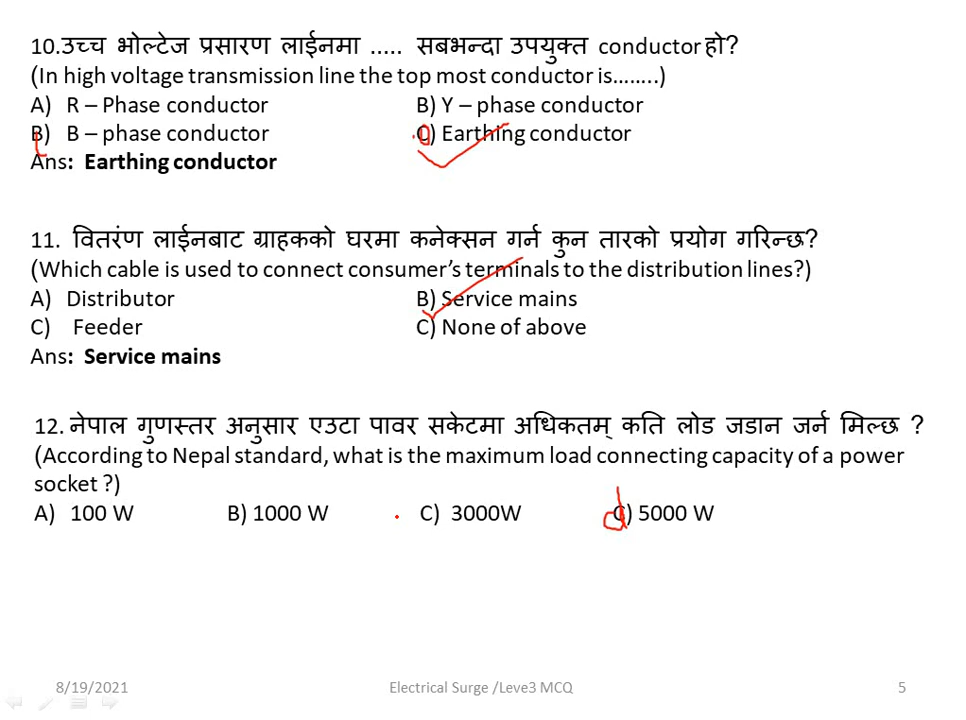 10.उच्च भोल्टेज प्रसारण लाईनमा ..... सबभन्दा उपयुक्त conductor हो?
(In high voltage transmission line the top most conductor is……..)
A) R – Phase conductor B) Y – phase conductor
B) B – phase conductor C) Earthing conductor
Ans: Earthing conductor
11. वितरंण लाईनबाट ग्राहकको घरमा कनेक्सन गर्न कुन तारको प्रयोग गरिन्छ?
(Which cable is used to connect consumer’s terminals to the distribution lines?)
A) Distributor B) Service mains
C) Feeder C) None of above
Ans: Service mains
12. नेपाल गुणस्तर अनुसार एउटा पावर सकेटमा अधिकतम् कति लोड जडान जर्न मिल्छ ?
(According to Nepal standard, what is the maximum load connecting capacity of a power
socket ?)
A) 100 W B) 1000 W C) 3000W C) 5000 W
8/19/2021 Electrical Surge /Leve3 MCQ 5